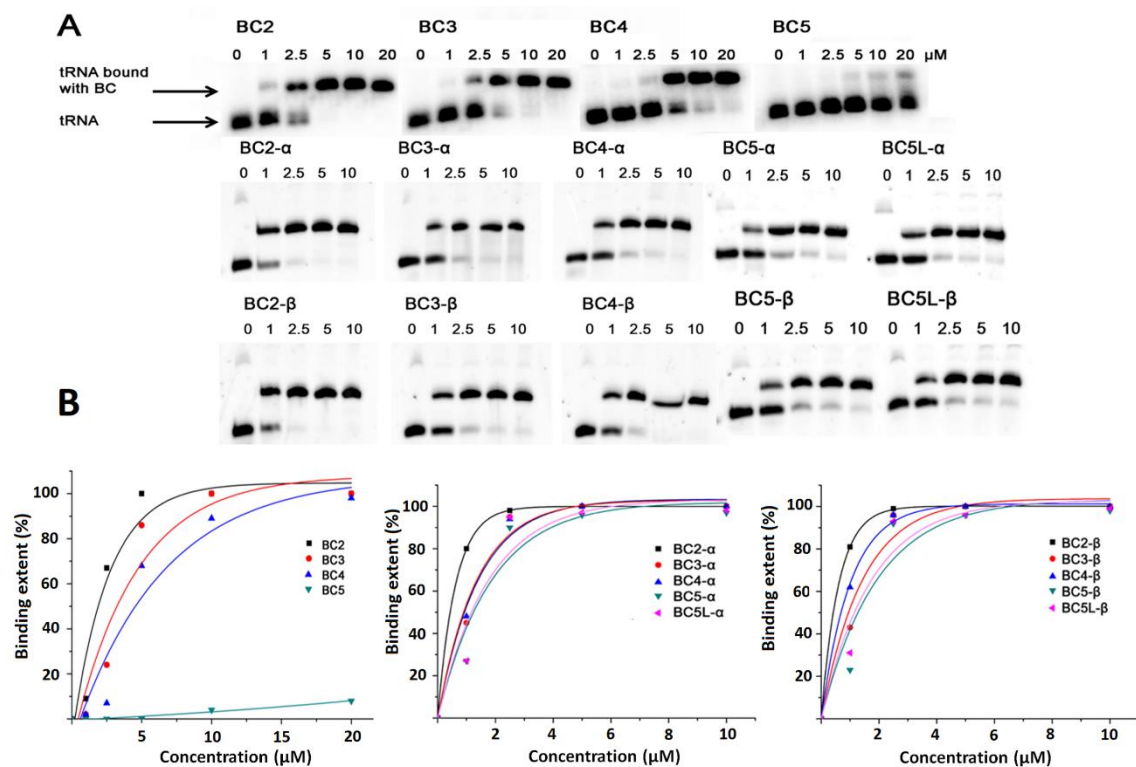 A
BC2 BC3 BC4 BC5
0 1 2.5 5 10 20 0 1 2.5 5 10 20 0 1 2.5 5 10 20 0 1 2.5 5 10 20 μM
tRNA bound
with BC
tRNA
BC2-α BC3-α BC4-α BC5-α BC5L-α
0 1 2.5 5 10 0 1 2.5 5 10 0 1 2.5 5 10 0 1 2.5 5 10 0 1 2.5 5 10
BC2-β BC3-β BC4-β BC5-β BC5L-β
0 1 2.5 5 10 0 1 2.5 5 10 0 1 2.5 5 10 0 1 2.5 5 10 0 1 2.5 5 10
B
Binding extent (%)
100
80
60
40
20
0
BC2
BC3
BC4
BC5
5 10 15 20
Concentration (μM)
Binding extent (%)
100
80
60
40
20
0
BC2-α
BC3-α
BC4-α
BC5-α
BC5L-α
0 2 4 6 8 10
Concentration (μM)
Binding extent (%)
100
80
60
40
20
0
BC2-β
BC3-β
BC4-β
BC5-β
BC5L-β
0 2 4 6 8 10
Concentration (μM)